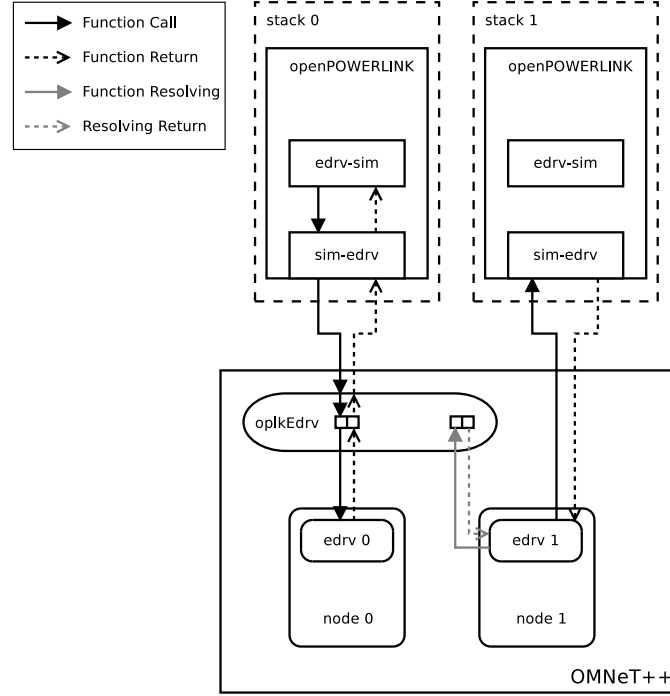 Function Call
Function Return
Function Resolving
Resolving Return
stack 0
openPOWERLINK
edrv-sim
sim-edrv
stack 1
openPOWERLINK
edrv-sim
sim-edrv
oplkEdrv
edrv 0
node 0
edrv 1
node 1
OMNeT++